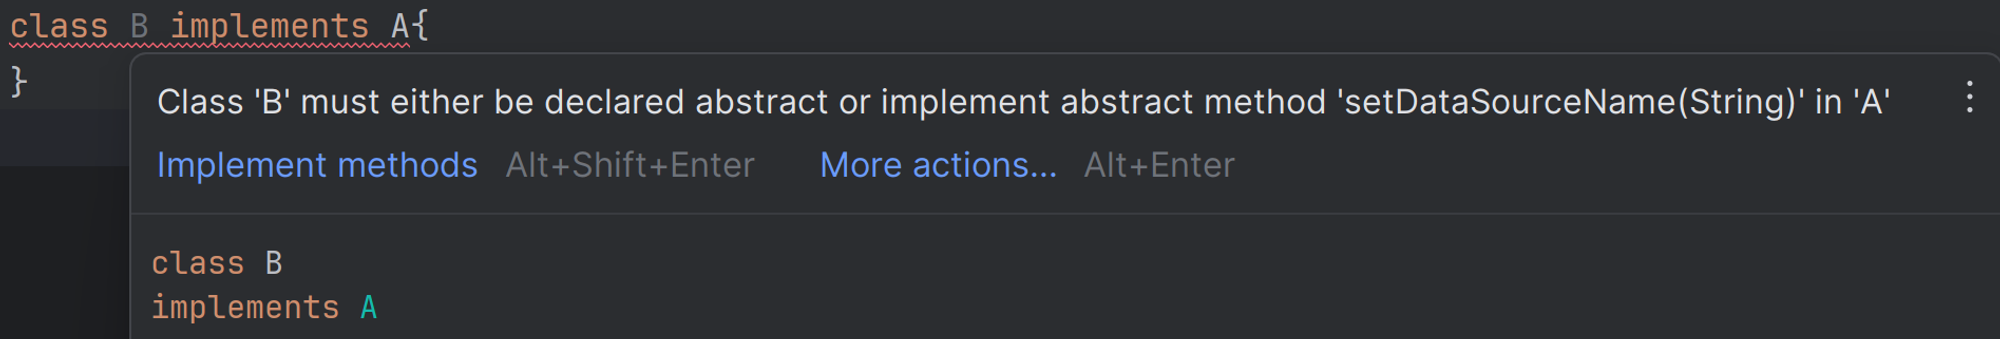 class B implements A{
}
Class 'B' must either be declared abstract or implement abstract method 'setDataSourceName(String)' in 'A'
Implement methods Alt+Shift+Enter More actions... Alt+Enter
class B
implements A